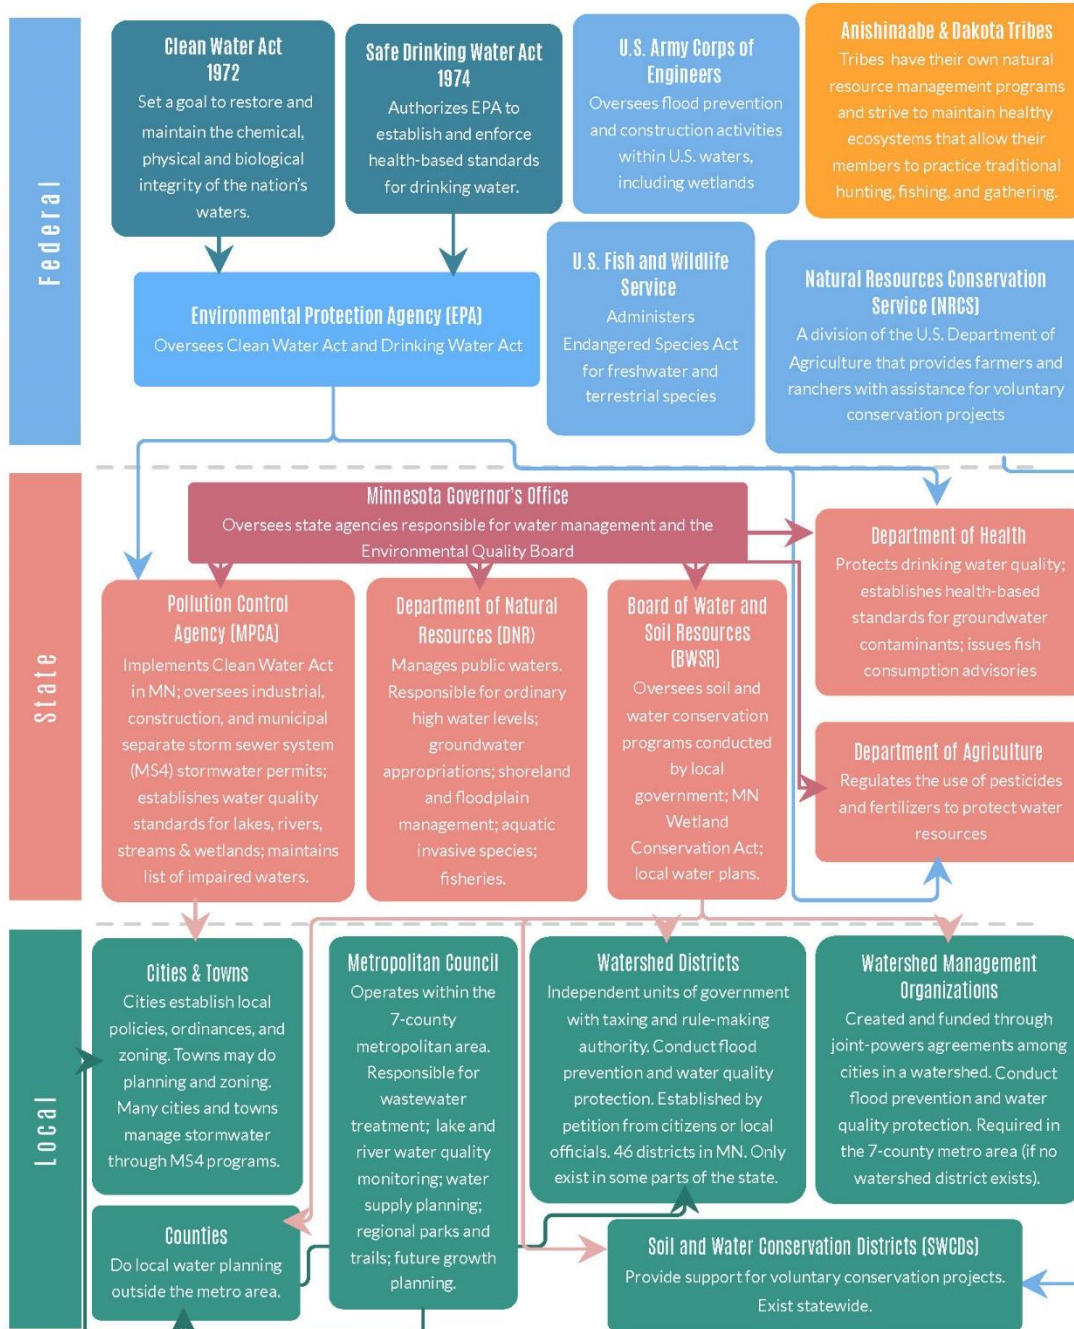 Federal
Clean Water Act
1972
Set a goal to restore and
maintain the chemical,
physical and biological
integrity of the nation's
waters.
Safe Drinking Water Act
1974
Authorizes EPA to
establish and enforce
health-based standards
for drinking water.
U.S. Army Corps of
Engineers
Oversees flood prevention
and construction activities
within U.S. waters,
including wetlands
Anishinaabe & Dakota Tribes
Tribes have their own natural
resource management programs
and strive to maintain healthy
ecosystems that allow their
members to practice traditional
hunting, fishing, and gathering.
Environmental Protection Agency (EPA)
Oversees Clean Water Act and Drinking Water Act
U.S. Fish and Wildlife
Service
Administers
Endangered Species Act
for freshwater and
terrestrial species
Natural Resources Conservation
Service (NRCS)
A division of the U.S. Department of
Agriculture that provides farmers and
ranchers with assistance for voluntary
conservation projects
State
Minnesota Governor's Office
Oversees state agencies responsible for water management and the
Environmental Quality Board
Department of Health
Protects drinking water quality;
establishes health-based
standards for groundwater
contaminants; issues fish
consumption advisories
Pollution Control
Agency (MPCA)
Implements Clean Water Act
in MN; oversees industrial,
construction, and municipal
separate storm sewer system
(MS4) stormwater permits;
establishes water quality
standards for lakes, rivers,
streams & wetlands; maintains
list of impaired waters.
Department of Natural
Resources (DNR)
Manages public waters.
Responsible for ordinary
high water levels;
groundwater
appropriations; shoreland
and floodplain
management; aquatic
invasive species;
fisheries.
Board of Water and
Soil Resources
(BWSR)
Oversees soil and
water conservation
programs conducted
by local
government; MN
Wetland
Conservation Act;
local water plans.
Department of Agriculture
Regulates the use of pesticides
and fertilizers to protect water
resources
Local
Cities & Towns
Cities establish local
policies, ordinances, and
zoning. Towns may do
planning and zoning.
Many cities and towns
manage stormwater
through MS4 programs.
Metropolitan Council
Operates within the
7-county
metropolitan area.
Responsible for
wastewater
treatment; lake and
river water quality
monitoring; water
supply planning;
regional parks and
trails; future growth
planning.
Watershed Districts
Independent units of government
with taxing and rule-making
authority. Conduct flood
prevention and water quality
protection. Established by
petition from citizens or local
officials. 46 districts in MN. Only
exist in some parts of the state.
Watershed Management
Organizations
Created and funded through
joint-powers agreements among
cities in a watershed. Conduct
flood prevention and water
quality protection. Required in
the 7-county metro area (if no
watershed district exists).
Counties
Do local water planning
outside the metro area.
Soil and Water Conservation Districts (SWCDs)
Provide support for voluntary conservation projects.
Exist statewide.